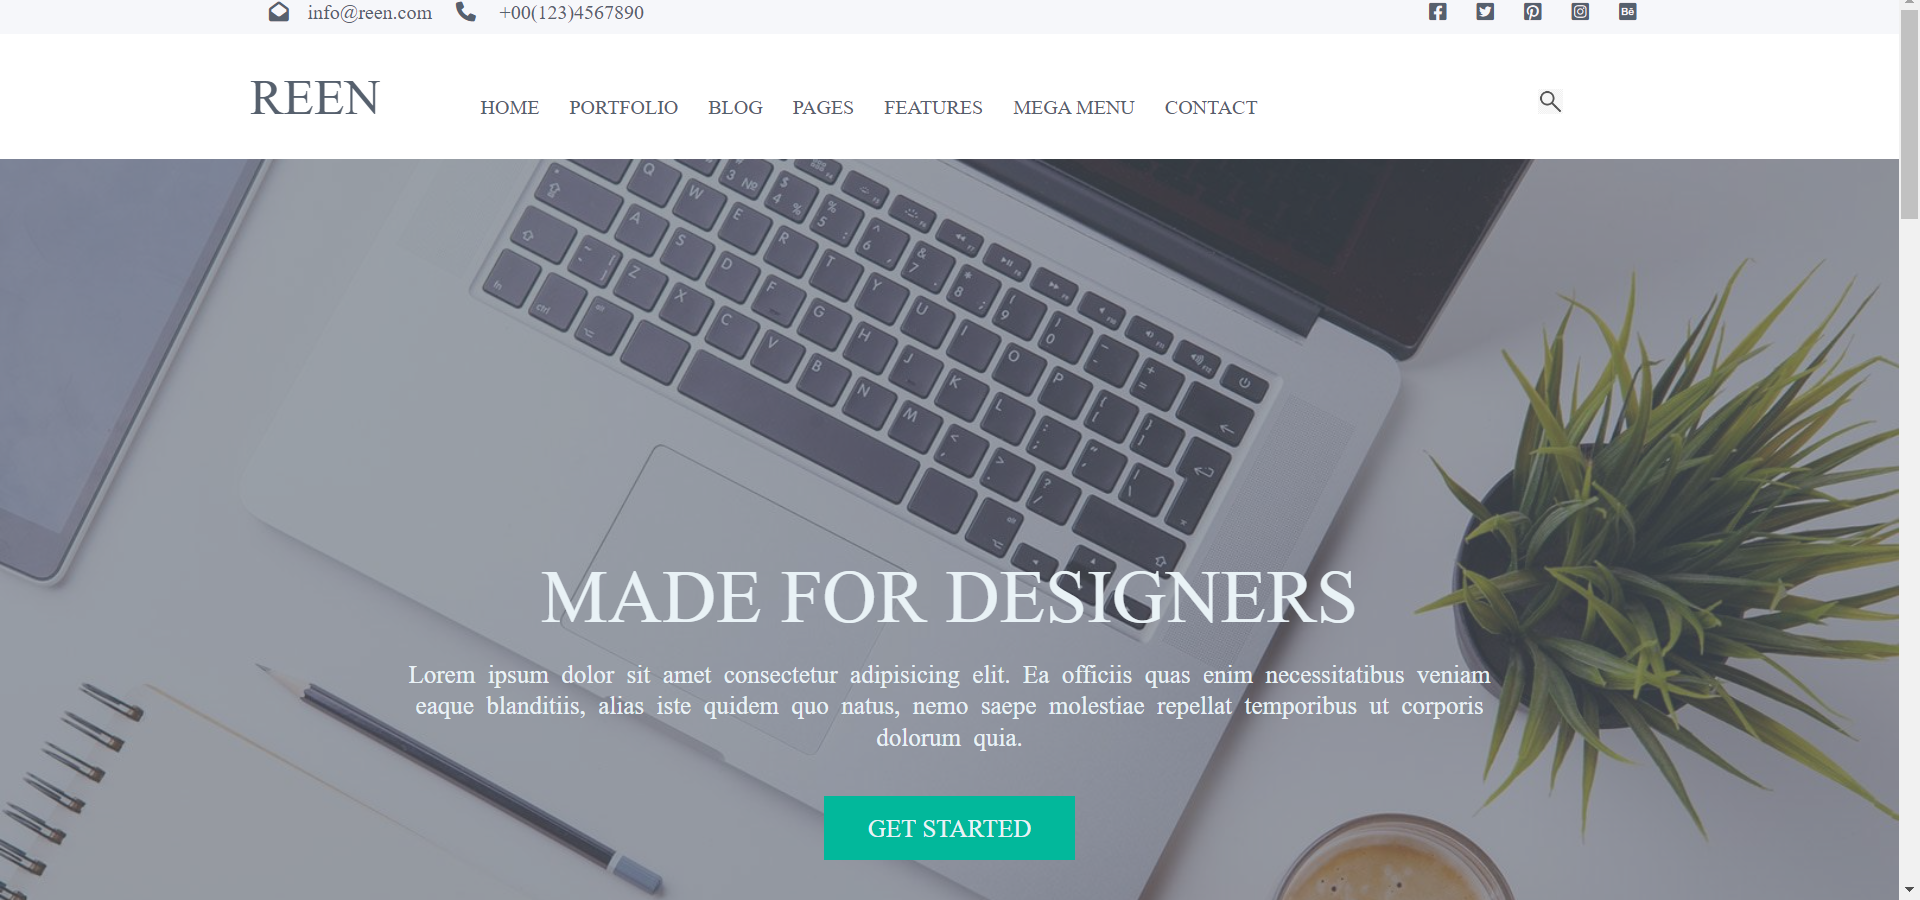 info@reen.com +00(123)4567890
REEN HOME PORTFOLIO BLOG PAGES FEATURES MEGA MENU CONTACT
MADE FOR DESIGNERS
Lorem ipsum dolor sit amet consectetur adipisicing elit. Ea officiis quas enim necessitatibus veniam
eaque blanditiis, alias iste quidem quo natus, nemo saepe molestiae repellat temporibus ut corporis
dolorum quia.
GET STARTED